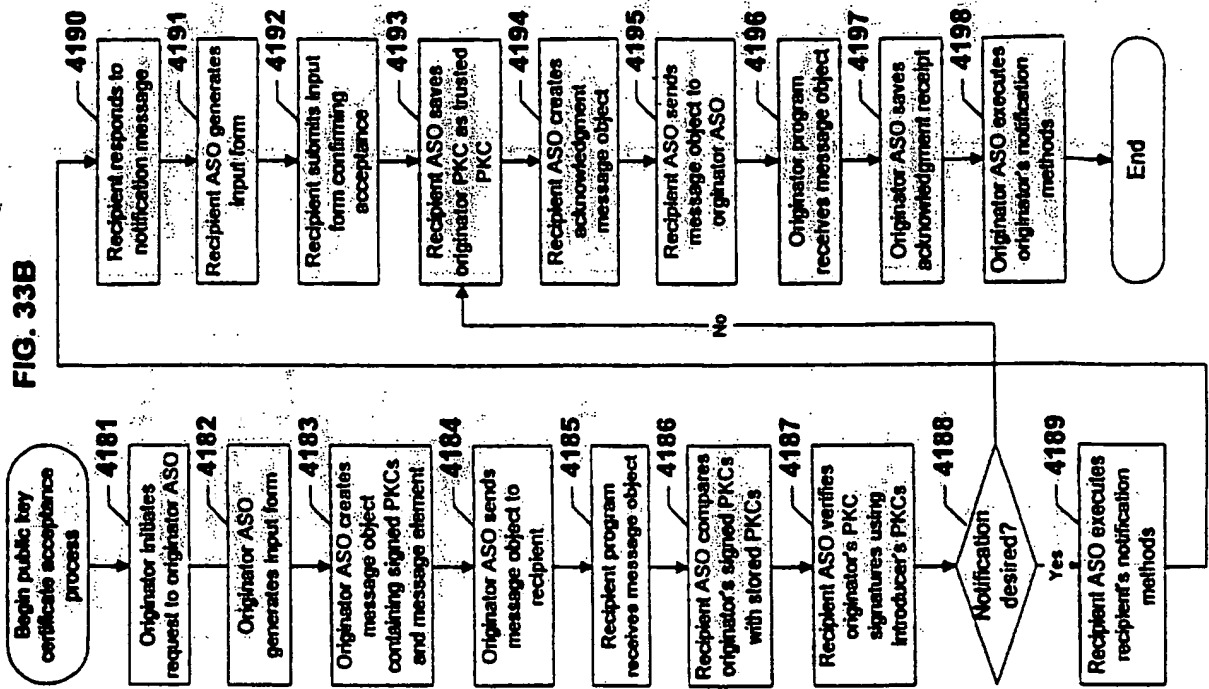 FIG. 33B
Begin public key
certificate acceptance
process
4181
Originator initiates
request to originator ASO
4182
Originator ASO
generates input form
4183
Originator ASO creates
message object
containing signed PKCs
and message element
4184
Originator ASO sends
message object to
recipient
4185
Recipient program
receives message object
4186
Recipient ASO compares
originator's signed PKCs
with stored PKCs
4187
Recipient ASO verifies
originator's PKC
signatures using
introducer's PKCs
4188
Notification
desired?
No
Yes
4189
Recipient ASO executes
recipient's notification
methods
4190
Recipient responds to
notification message
4191
Recipient ASO generates
input form
4192
Recipient submits input
form confirming
acceptance
4193
Recipient ASO saves
originator PKC as trusted
PKC
4194
Recipient ASO creates
acknowledgment
message object
4195
Recipient ASO sends
message object to
orginator ASO
4196
Originator program
receives message object
4197
Originator ASO saves
acknowledgment receipt
4198
Originator ASO executes
originator's notification
methods
End